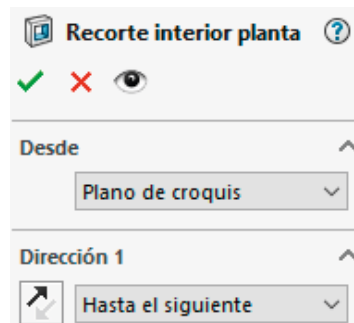 Recorte interior planta
Desde
Plano de croquis
Dirección 1
Hasta el siguiente